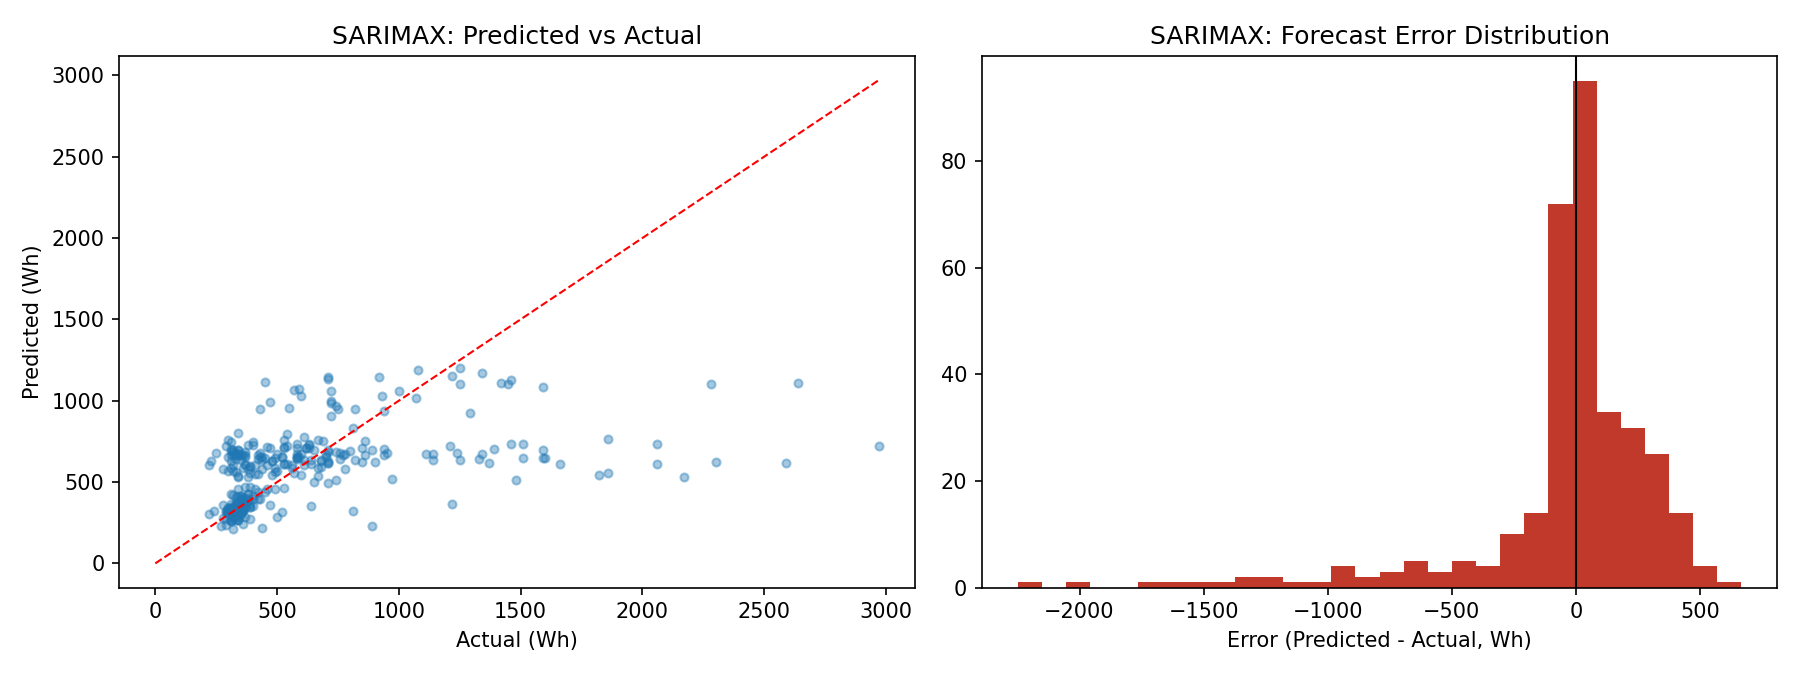 SARIMAX: Predicted vs Actual
3000
2500
2000
1500
1000
500
0
Predicted (Wh)
0 500 1000 1500 2000 2500 3000
Actual (Wh)
SARIMAX: Forecast Error Distribution
80
60
40
20
0
−2000 −1500 −1000 −500 0 500
Error (Predicted - Actual, Wh)